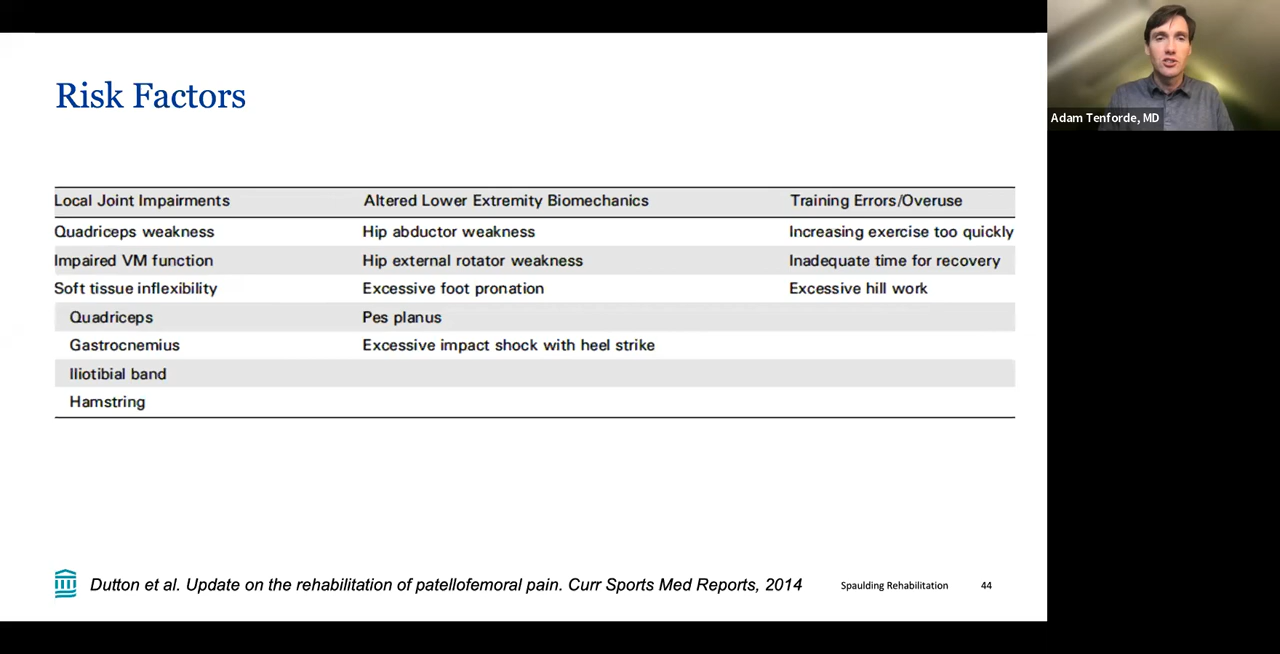 Risk Factors
Adam Tenforde, MD
Local Joint Impairments Altered Lower Extremity Biomechanics Training Errors/Overuse
Quadriceps weakness Hip abductor weakness Increasing exercise too quickly
Impaired VM function Hip external rotator weakness Inadequate time for recovery
Soft tissue inflexibility Excessive foot pronation Excessive hill work
Quadriceps Pes planus
Gastrocnemius Excessive impact shock with heel strike
Iliotibial band
Hamstring
Dutton et al. Update on the rehabilitation of patellofemoral pain. Curr Sports Med Reports, 2014 Spaulding Rehabilitation 44